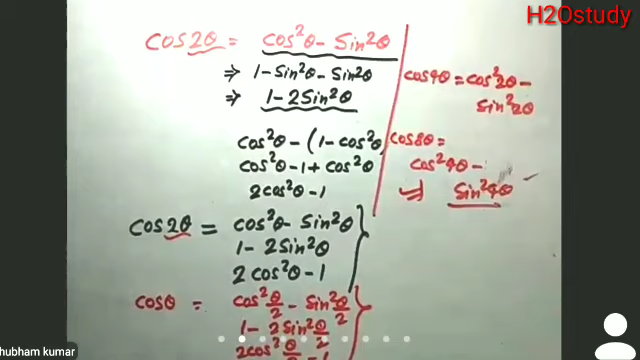 H2Ostudy
cos2θ = cos²θ - sin²θ
⇒ 1 - sin²θ - sin²θ
⇒ 1 - 2sin²θ
cos²θ - (1 - cos²θ)
cos²θ - 1 + cos²θ
2cos²θ - 1
cos2θ = cos²θ - sin²θ
1 - 2sin²θ
2cos²θ - 1
cosθ = cos²θ/2 - sin²θ/2
1 - 2sin²θ/2
2cos²θ/2 - 1
cos4θ = cos²2θ -
sin²2θ
cos8θ =
cos²4θ -
⇒ sin²4θ
hubham kumar